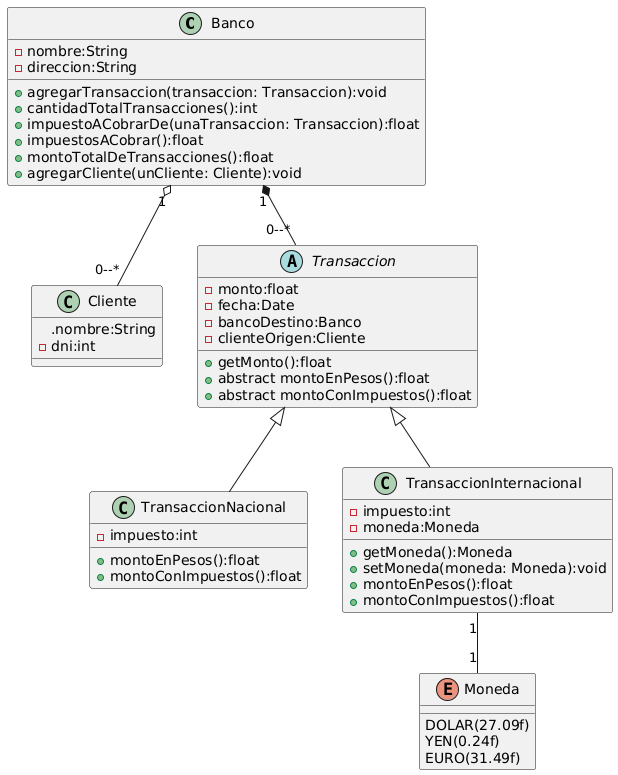 C Banco
nombre:String
direccion:String
agregarTransaccion(transaccion: Transaccion):void
cantidadTotalTransacciones():int
impuestoACobrarDe(unaTransaccion: Transaccion):float
impuestosACobrar():float
montoTotalDeTransacciones():float
agregarCliente(unCliente: Cliente):void
1
1
0--*
0--*
C Cliente
.nombre:String
dni:int
A Transaccion
monto:float
fecha:Date
bancoDestino:Banco
clienteOrigen:Cliente
getMonto():float
abstract montoEnPesos():float
abstract montoConImpuestos():float
C TransaccionNacional
impuesto:int
montoEnPesos():float
montoConImpuestos():float
C TransaccionInternacional
impuesto:int
moneda:Moneda
getMoneda():Moneda
setMoneda(moneda: Moneda):void
montoEnPesos():float
montoConImpuestos():float
1
1
E Moneda
DOLAR(27.09f)
YEN(0.24f)
EURO(31.49f)